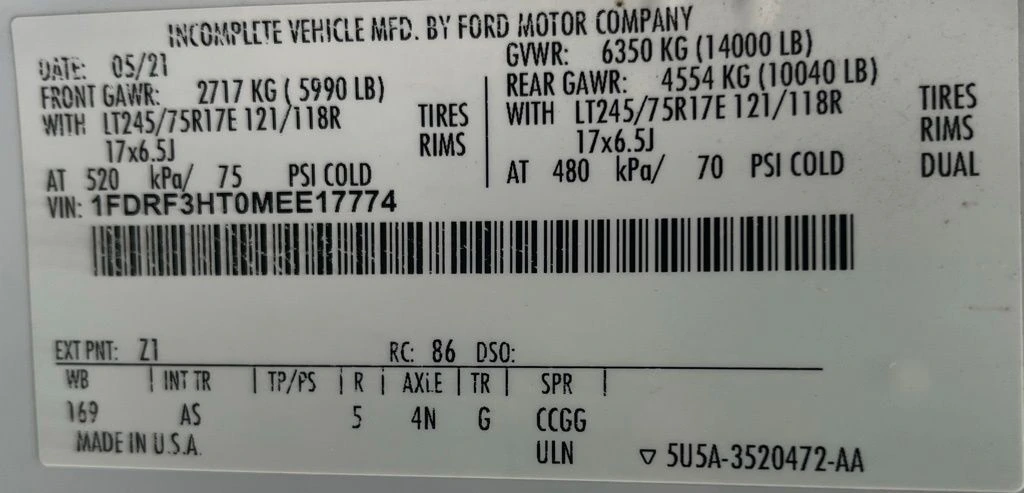 INCOMPLETE VEHICLE MFD. BY FORD MOTOR COMPANY
DATE: 05/21 GVWR: 6350 KG (14000 LB)
FRONT GAWR: 2717 KG ( 5990 LB) REAR GAWR: 4554 KG (10040 LB)
WITH LT245/75R17E 121/118R TIRES WITH LT245/75R17E 121/118R TIRES
17x6.5J RIMS 17x6.5J RIMS
AT 520 kPa/ 75 PSI COLD AT 480 kPa/ 70 PSI COLD DUAL
VIN: 1FDRF3HT0MEE17774
EXT PNT: Z1 RC: 86 DSO:
WB | INT TR | TP/PS | R | AXLE | TR | SPR |
169 AS 5 4N G CCGG
MADE IN U.S.A. ULN ▽ 5U5A-3520472-AA